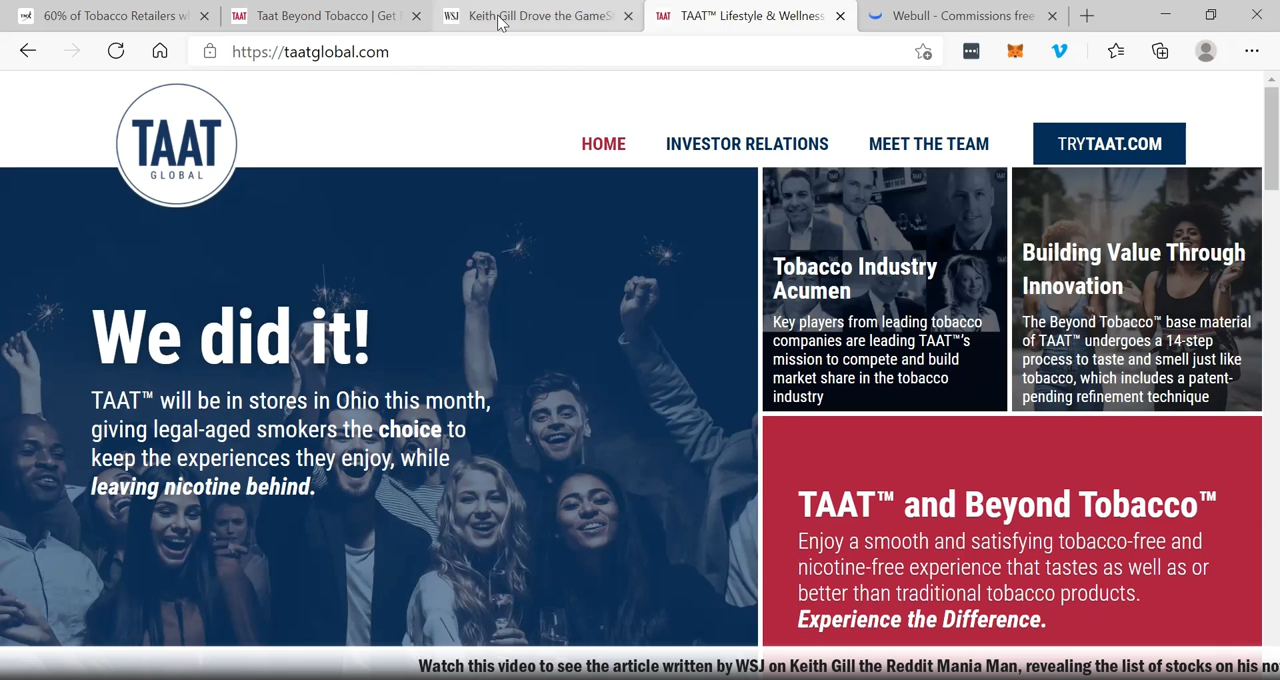 60% of Tobacco Retailers w
Taat Beyond Tobacco | Get
WSJ
Keith Gill Drove the GameS
TAAT
TAAT™ Lifestyle & Wellness
Webull - Commissions free
https://taatglobal.com
TAAT
GLOBAL
HOME
INVESTOR RELATIONS
MEET THE TEAM
TRYTAAT.COM
We did it!
TAAT™ will be in stores in Ohio this month,
giving legal-aged smokers the choice to
keep the experiences they enjoy, while
leaving nicotine behind.
Tobacco Industry
Acumen
Key players from leading tobacco
companies are leading TAAT™'s
mission to compete and build
market share in the tobacco
industry
Building Value Through
Innovation
The Beyond Tobacco™ base material
of TAAT™ undergoes a 14-step
process to taste and smell just like
tobacco, which includes a patent-
pending refinement technique
TAAT™ and Beyond Tobacco™
Enjoy a smooth and satisfying tobacco-free and
nicotine-free experience that tastes as well as or
better than traditional tobacco products.
Experience the Difference.
Watch this video to see the article written by WSJ on Keith Gill the Reddit Mania Man, revealing the list of stocks on his no